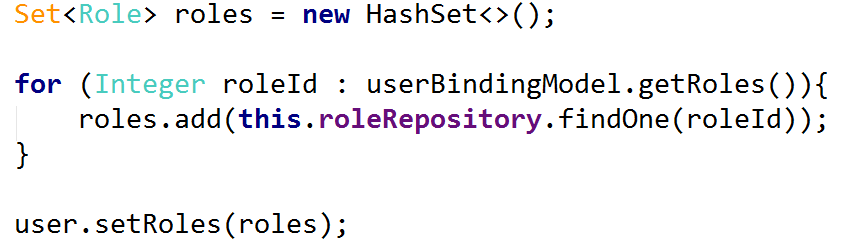 Set<Role> roles = new HashSet<>();
for (Integer roleId : userBindingModel.getRoles()){
    roles.add(this.roleRepository.findOne(roleId));
}
user.setRoles(roles);